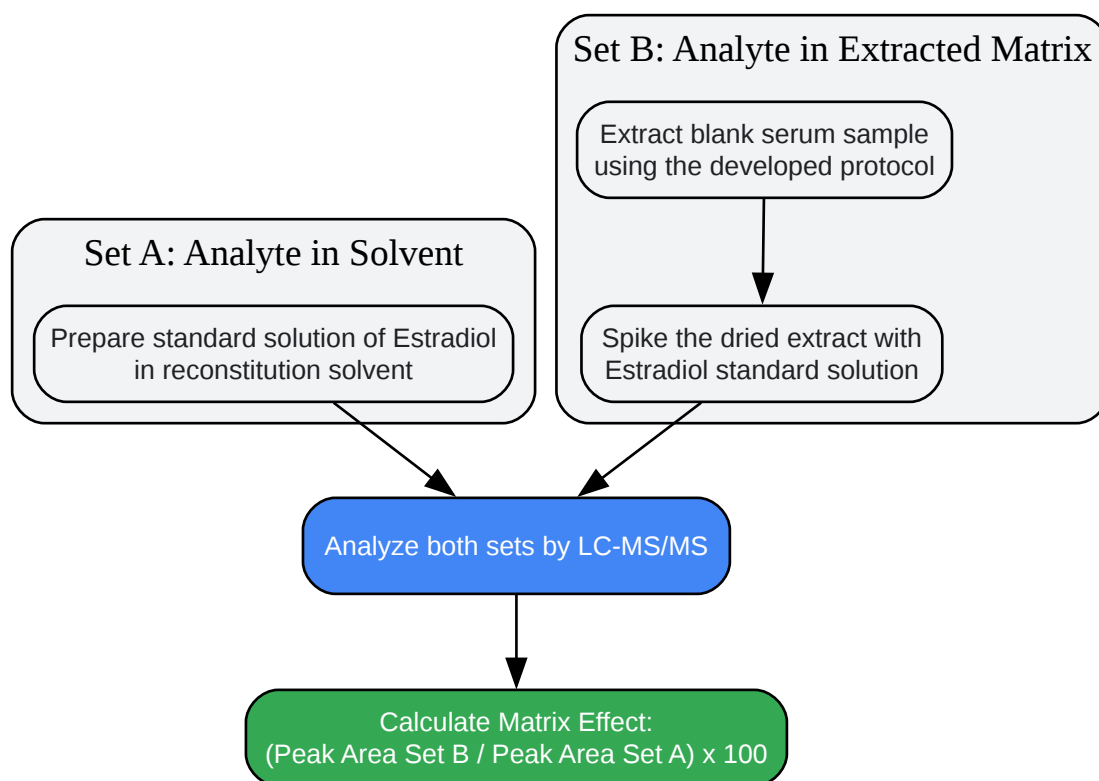 Set B: Analyte in Extracted Matrix
Extract blank serum sample
using the developed protocol
Set A: Analyte in Solvent
Prepare standard solution of Estradiol
in reconstitution solvent
Spike the dried extract with
Estradiol standard solution
Analyze both sets by LC-MS/MS
Calculate Matrix Effect:
(Peak Area Set B / Peak Area Set A) x 100